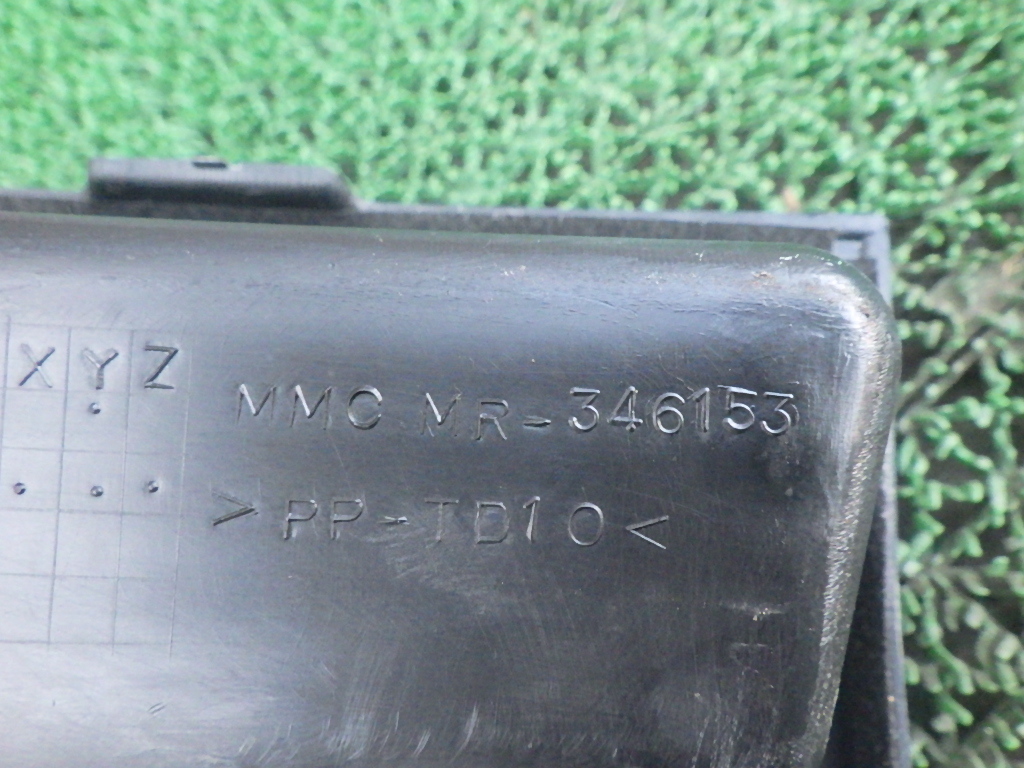 X Y Z
MMC MR-346153
>PP-TD10<